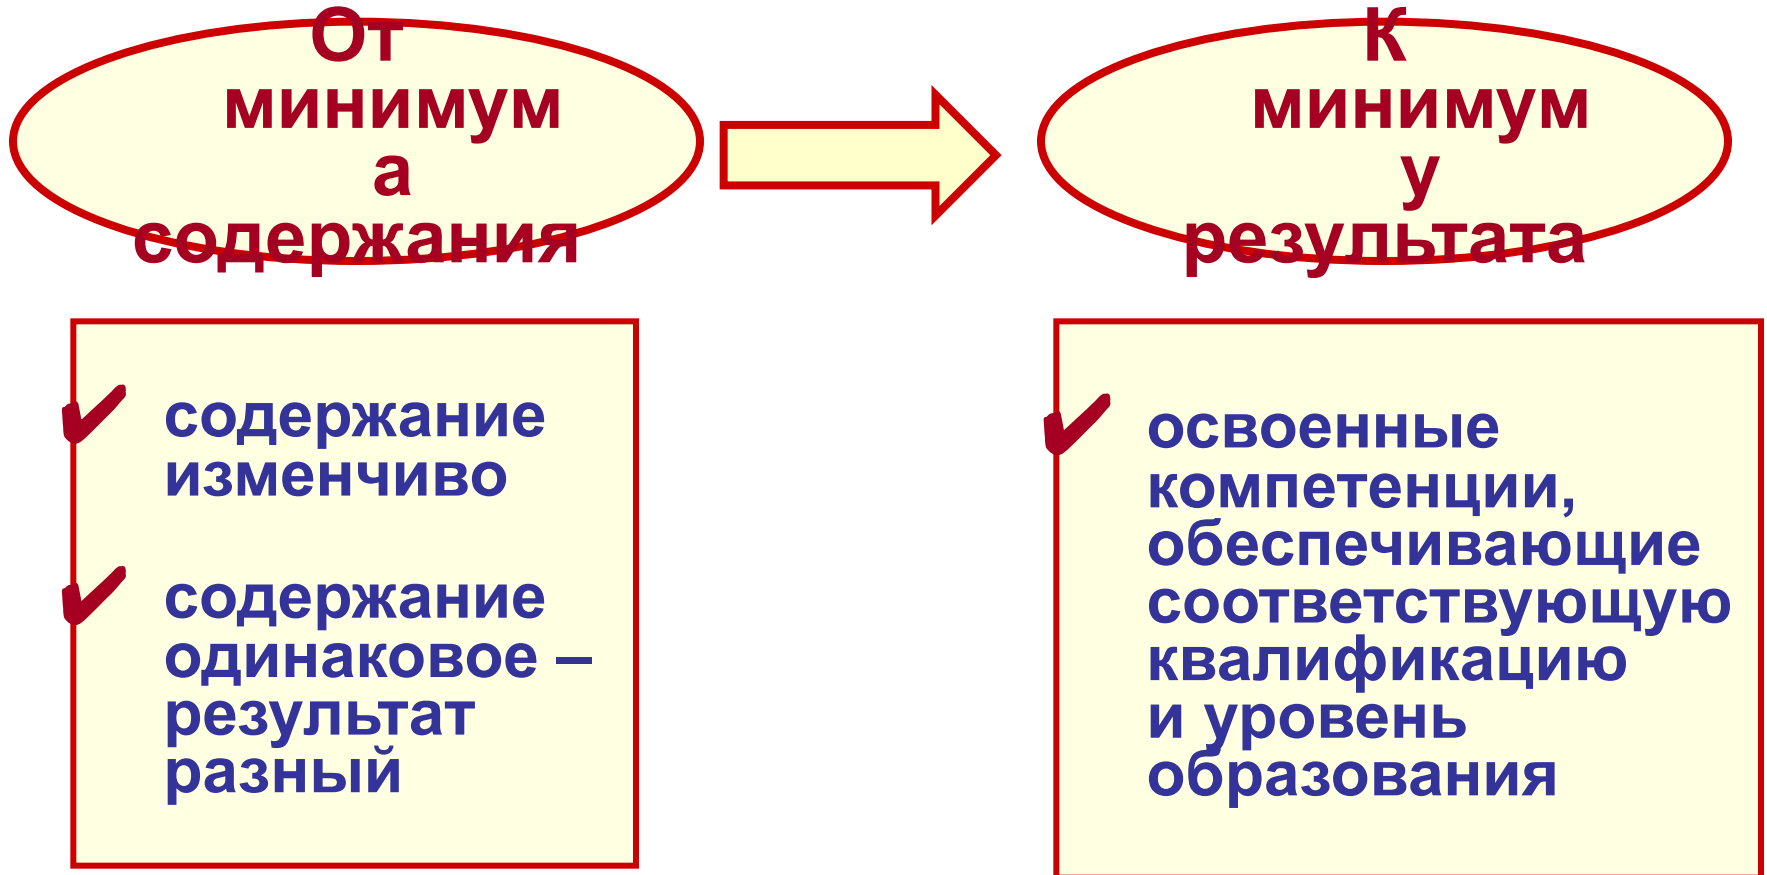 От
минимум
а
содержания
К
минимум
у
результата
✔ содержание
изменчиво
✔ содержание
одинаковое –
результат
разный
✔ освоенные
компетенции,
обеспечивающие
соответствующую
квалификацию
и уровень
образования